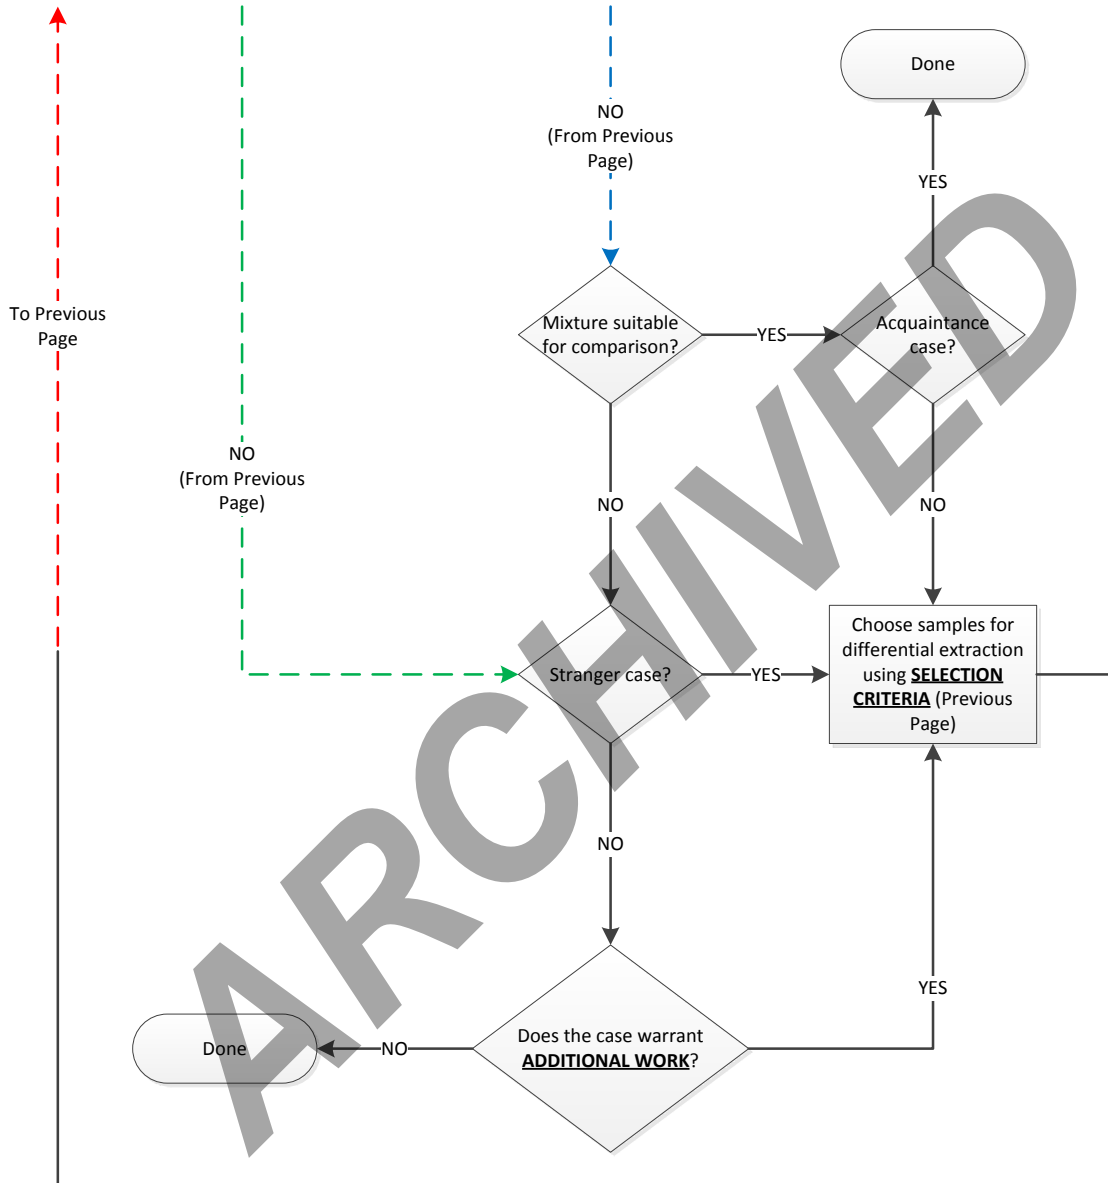 Done
NO
(From Previous
Page)
YES
To Previous
Page
Mixture suitable
for comparison?
YES
Acquaintance
case?
NO
(From Previous
Page)
NO
NO
Choose samples for
differential extraction
using SELECTION
CRITERIA (Previous
Page)
Stranger case?
YES
NO
YES
Does the case warrant
ADDITIONAL WORK?
NO
Done
ARCHIVED